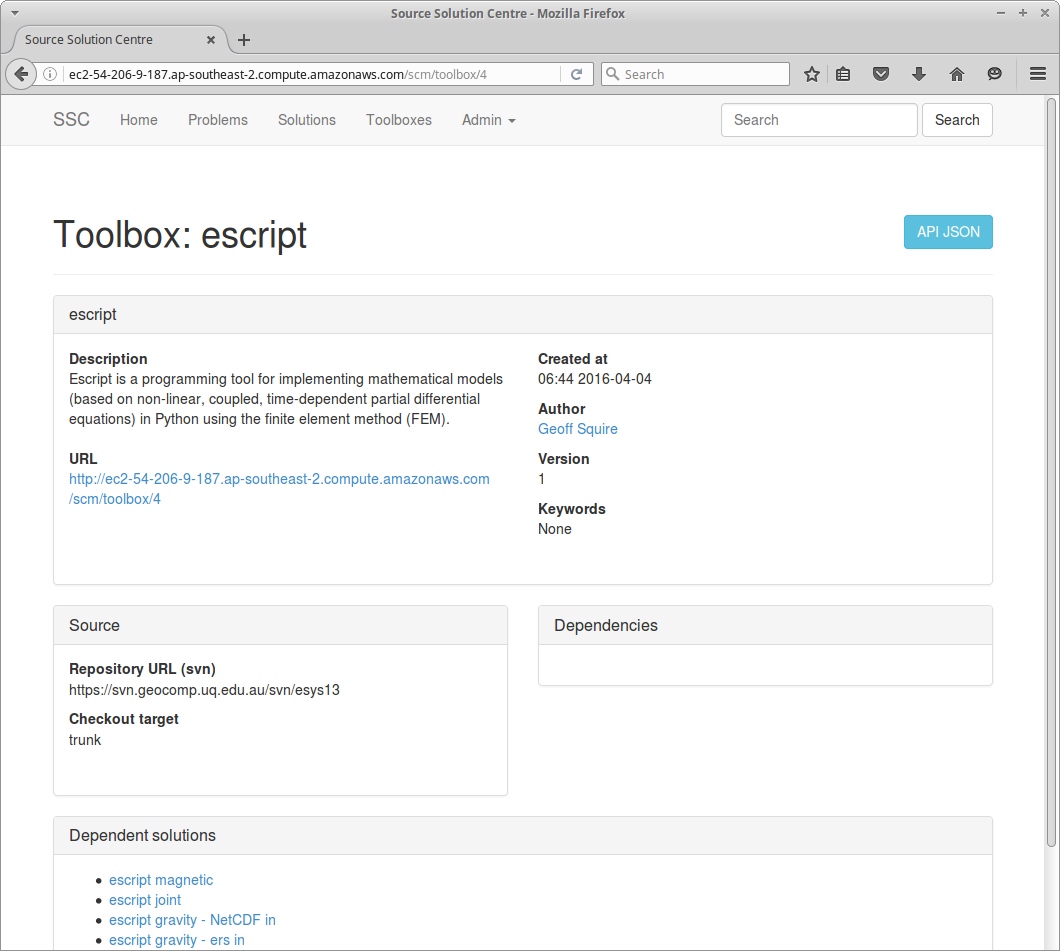 Source Solution Centre - Mozilla Firefox
Source Solution Centre
ec2-54-206-9-187.ap-southeast-2.compute.amazonaws.com/scm/toolbox/4
Search
SSC Home Problems Solutions Toolboxes Admin Search Search
Toolbox: escript
API JSON
escript
Description
Escript is a programming tool for implementing mathematical models
(based on non-linear, coupled, time-dependent partial differential
equations) in Python using the finite element method (FEM).
URL
http://ec2-54-206-9-187.ap-southeast-2.compute.amazonaws.com
/scm/toolbox/4
Created at
06:44 2016-04-04
Author
Geoff Squire
Version
1
Keywords
None
Source
Repository URL (svn)
https://svn.geocomp.uq.edu.au/svn/esys13
Checkout target
trunk
Dependencies
Dependent solutions
escript magnetic
escript joint
escript gravity - NetCDF in
escript gravity - ers in